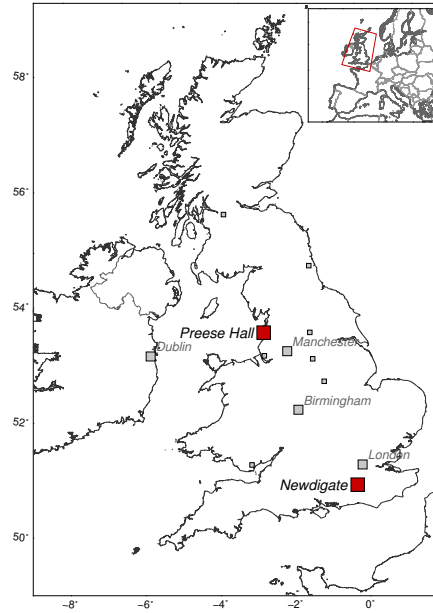 58˚
56˚
54˚
52˚
50˚
Preese Hall
Manchester
Dublin
Birmingham
London
Newdigate
−8˚
−6˚
−4˚
−2˚
0˚